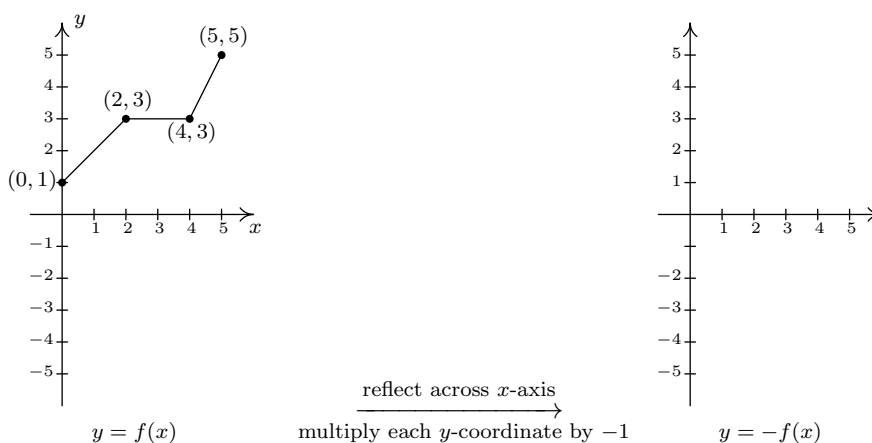 y
(5, 5)
5
4
(2, 3)
3
(4, 3)
2
(0, 1)
1 2 3 4 5
x
−1
−2
−3
−4
−5
y = f(x)
reflect across x-axis
multiply each y-coordinate by −1
5
4
3
2
1
1 2 3 4 5
−2
−3
−4
−5
y = −f(x)